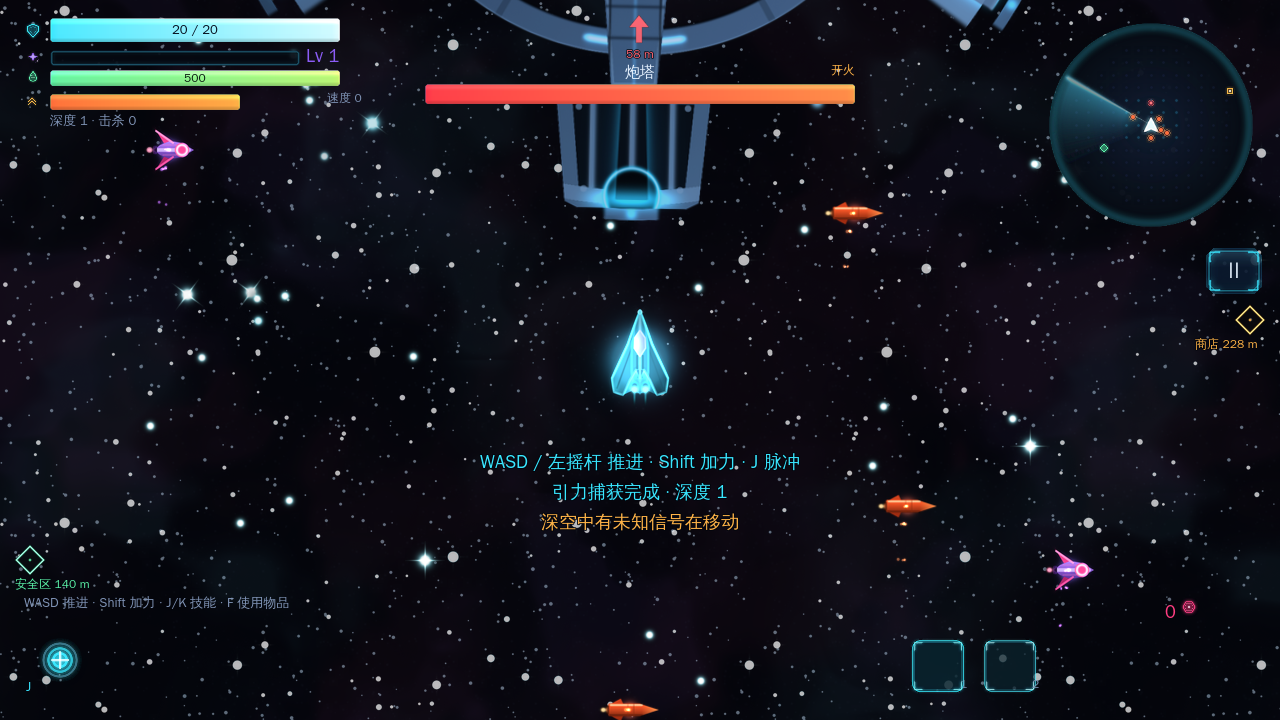 20 / 20
Lv 1
500
速度 0
深度 1 · 击杀 0
58 m
炮塔
开火
商店 228 m
WASD / 左摇杆 推进 · Shift 加力 · J 脉冲
引力捕获完成 · 深度 1
深空中有未知信号在移动
安全区 140 m
WASD 推进 · Shift 加力 · J/K 技能 · F 使用物品
0
J